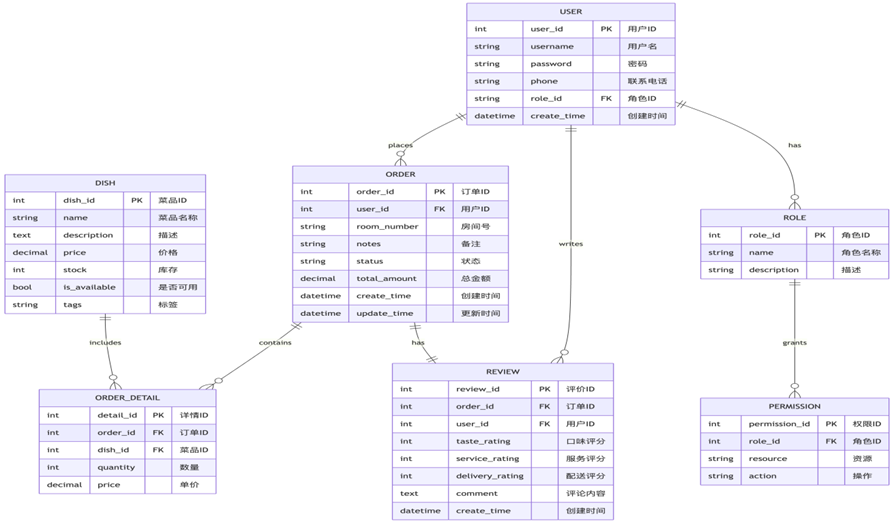 USER
int user_id PK 用户ID
string username 用户名
string password 密码
string phone 联系电话
string role_id FK 角色ID
datetime create_time 创建时间
places
has
writes
ORDER
int order_id PK 订单ID
int user_id FK 用户ID
string room_number 房间号
string notes 备注
string status 状态
decimal total_amount 总金额
datetime create_time 创建时间
datetime update_time 更新时间
DISH
int dish_id PK 菜品ID
string name 菜品名称
text description 描述
decimal price 价格
int stock 库存
bool is_available 是否可用
string tags 标签
ROLE
int role_id PK 角色ID
string name 角色名称
string description 描述
includes
contains
has
grants
ORDER_DETAIL
int detail_id PK 详情ID
int order_id FK 订单ID
int dish_id FK 菜品ID
int quantity 数量
decimal price 单价
REVIEW
int review_id PK 评价ID
int order_id FK 订单ID
int user_id FK 用户ID
int taste_rating 口味评分
int service_rating 服务评分
int delivery_rating 配送评分
text comment 评论内容
datetime create_time 创建时间
PERMISSION
int permission_id PK 权限ID
int role_id FK 角色ID
string resource 资源
string action 操作